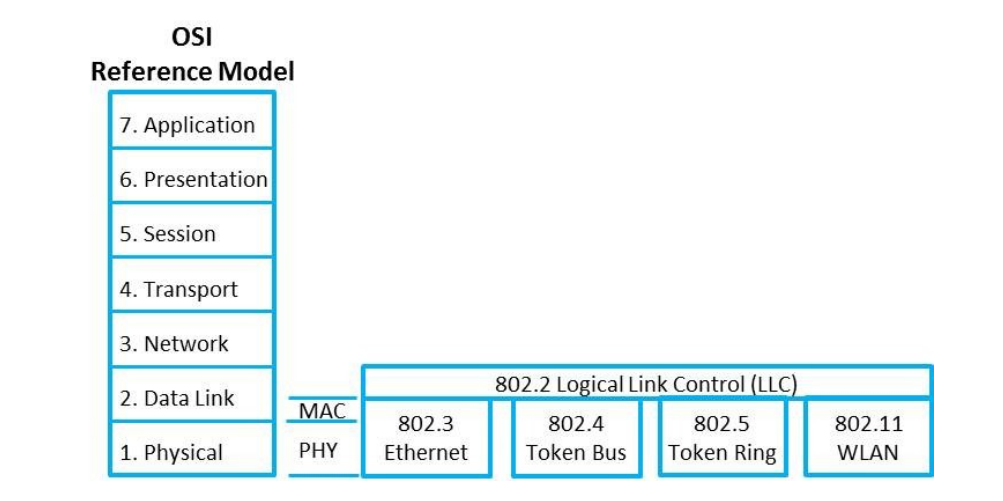 OSI
Reference Model
7. Application
6. Presentation
5. Session
4. Transport
3. Network
2. Data Link
1. Physical
MAC
PHY
802.2 Logical Link Control (LLC)
802.3
Ethernet
802.4
Token Bus
802.5
Token Ring
802.11
WLAN